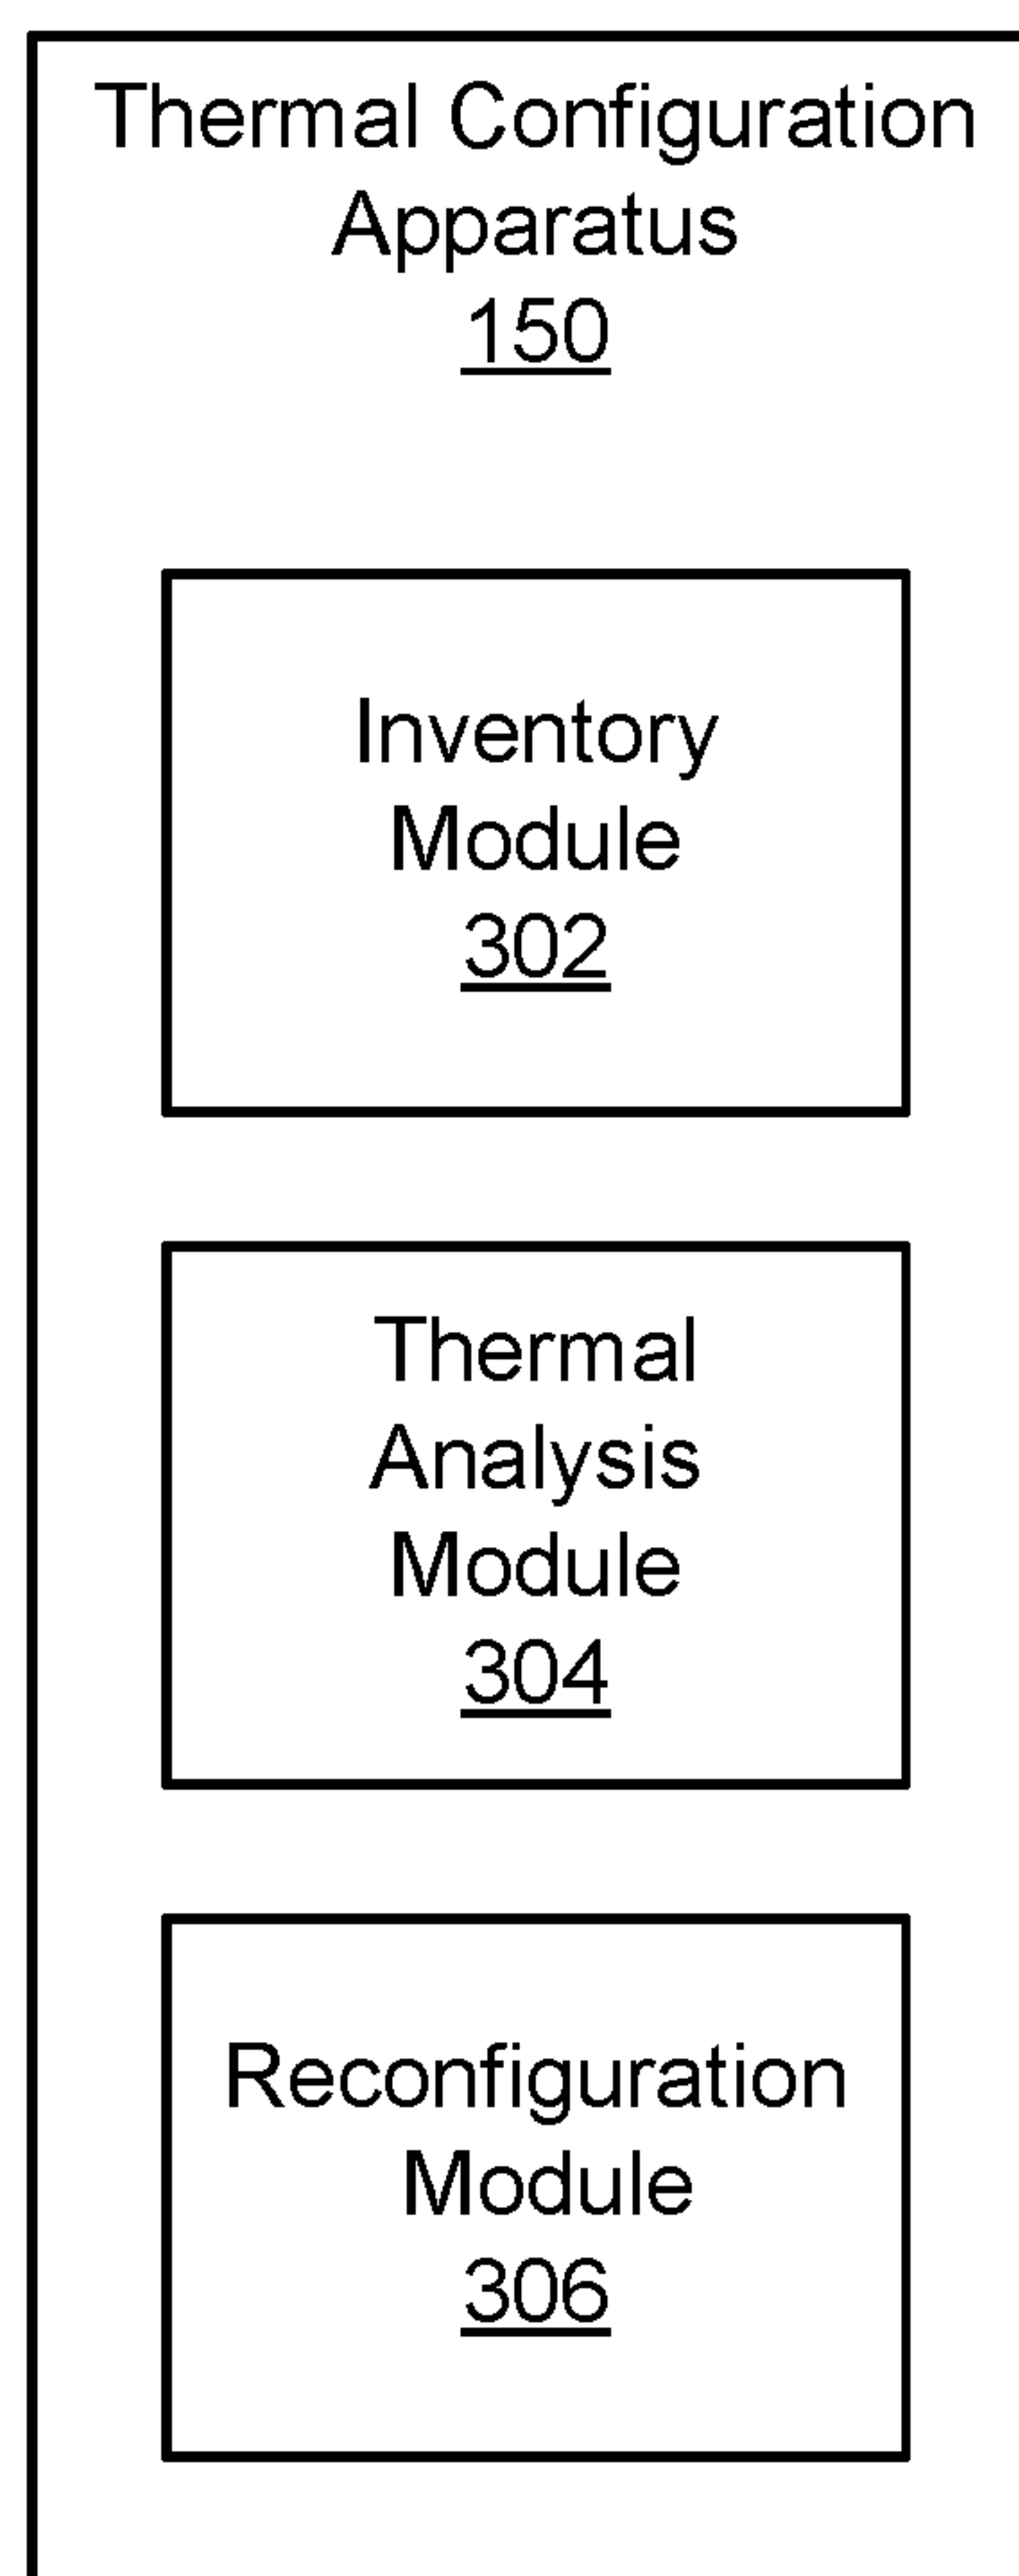 Thermal Configuration
Apparatus
150
Inventory
Module
302
Thermal
Analysis
Module
304
Reconfiguration
Module
306